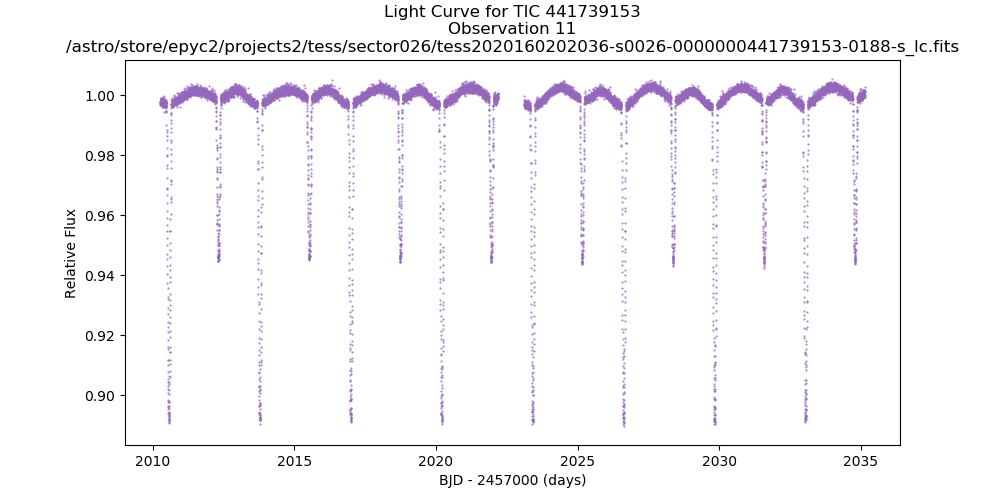 Light Curve for TIC 441739153
Observation 11
/astro/store/epyc2/projects2/tess/sector026/tess2020160202036-s0026-0000000441739153-0188-s_lc.fits
1.00
0.98
0.96
0.94
0.92
0.90
Relative Flux
2010 2015 2020 2025 2030 2035
BJD - 2457000 (days)